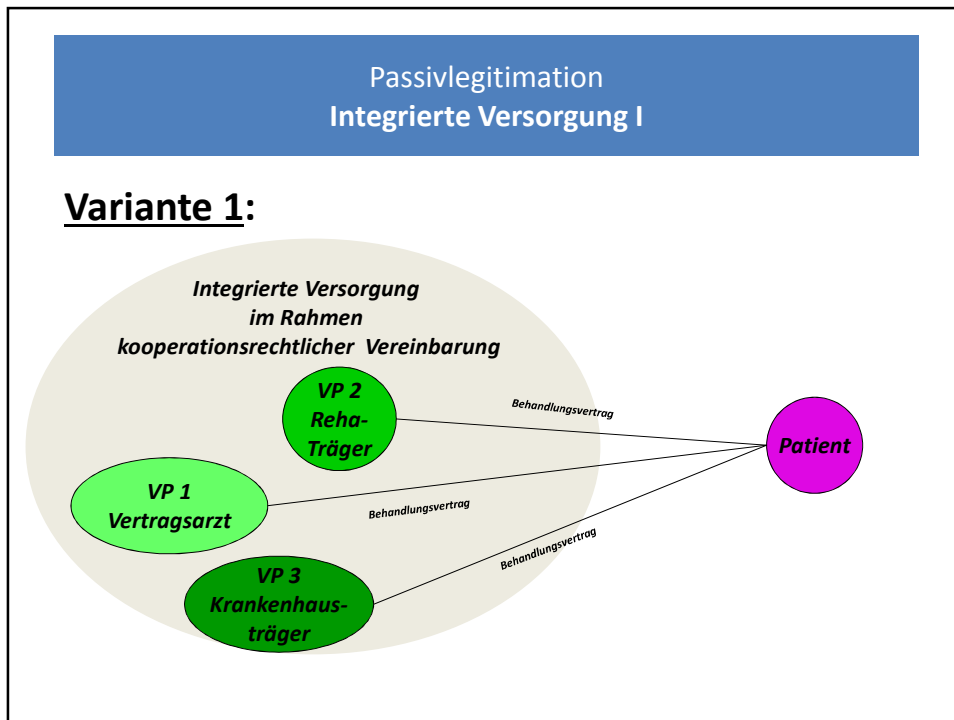 Passivlegitimation
Integrierte Versorgung I
Variante 1:
Integrierte Versorgung
im Rahmen
kooperationsrechtlicher Vereinbarung
VP 2
Reha-
Träger
Behandlungsvertrag
Patient
VP 1
Vertragsarzt
Behandlungsvertrag
Behandlungsvertrag
VP 3
Krankenhaus-
träger